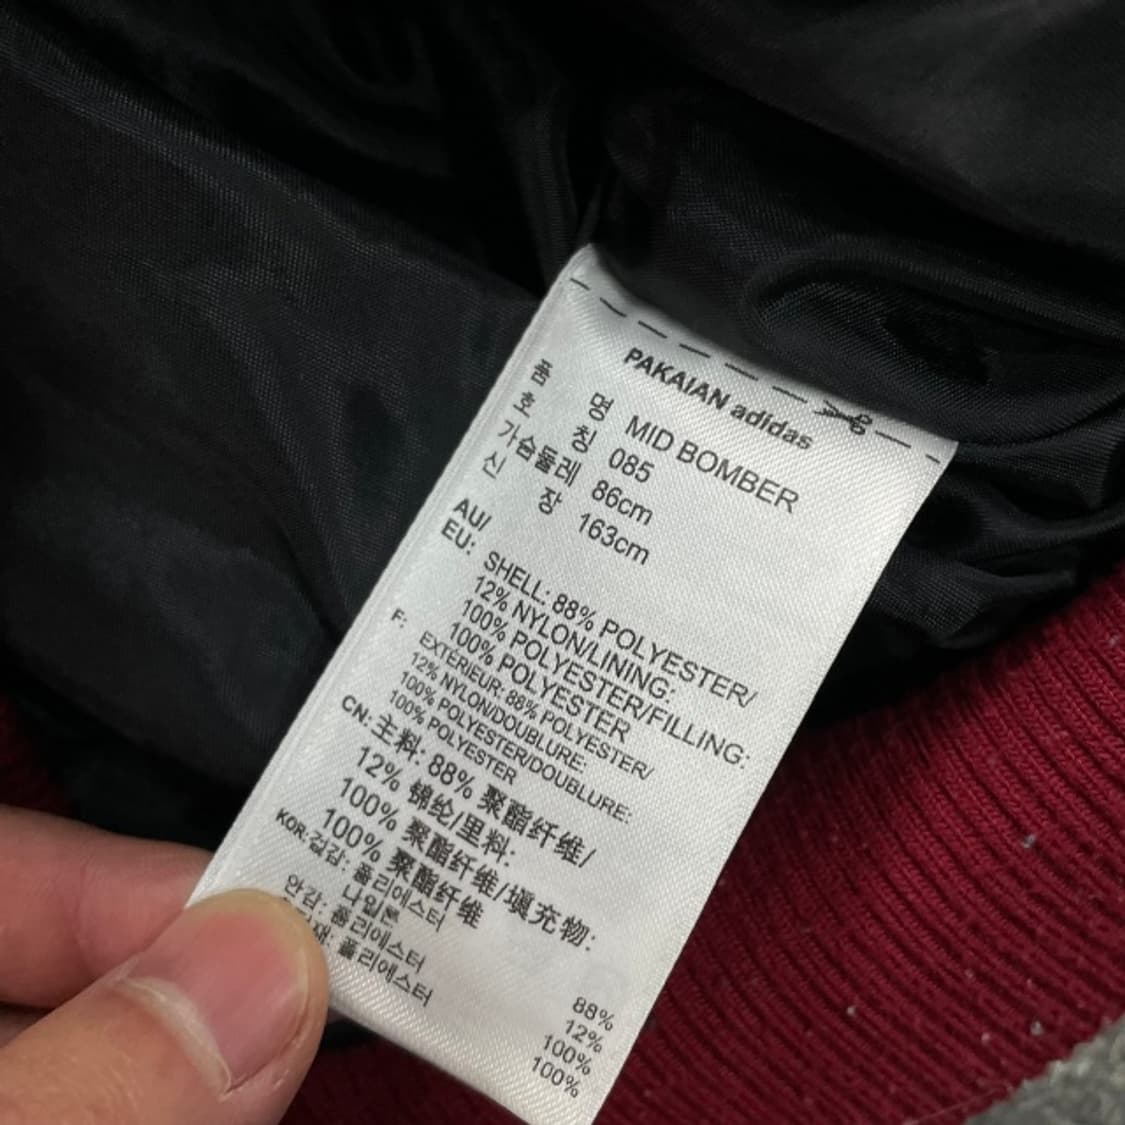 PAKAIAN adidas
품 명 MID BOMBER
호 칭 085
가슴둘레 86cm
신 장 163cm
AU/
EU: SHELL: 88% POLYESTER/
12% NYLON/LINING:
100% POLYESTER/FILLING:
100% POLYESTER
F: EXTÉRIEUR: 88% POLYESTER/
12% NYLON/DOUBLURE:
100% POLYESTER/DOUBLURE:
100% POLYESTER
CN: 主料: 88% 聚酯纤维/
12% 锦纶/里料:
100% 聚酯纤维/填充物:
100% 聚酯纤维
KOR: 겉감: 폴리에스터 88%
나일론 12%
안감: 폴리에스터 100%
재: 폴리에스터 100%